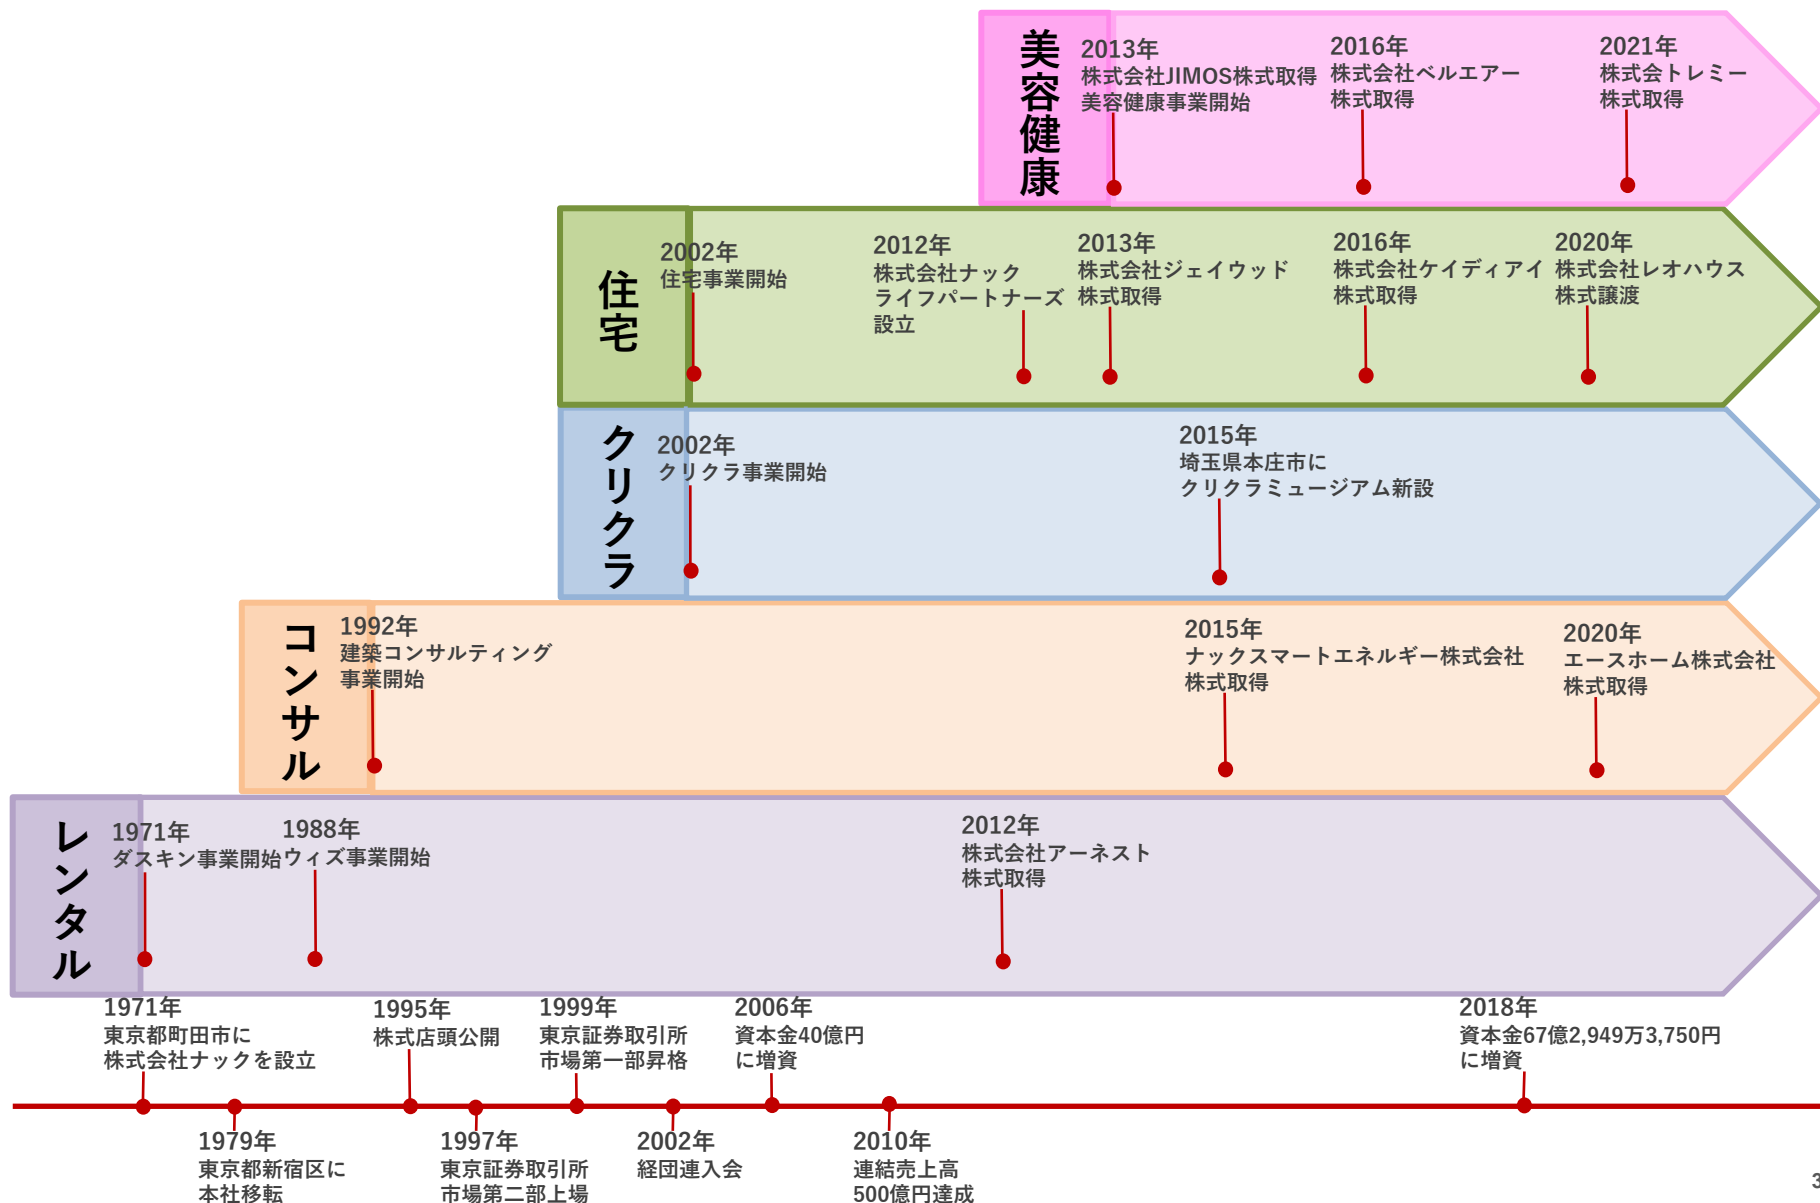 美容健康
2013年
株式会社JIMOS株式取得
美容健康事業開始
2016年
株式会社ベルエアー
株式取得
2021年
株式会トレミー
株式取得
住宅
2002年
住宅事業開始
2012年
株式会社ナック
ライフパートナーズ
設立
2013年
株式会社ジェイウッド
株式取得
2016年
株式会社ケイディアイ
株式取得
2020年
株式会社レオハウス
株式譲渡
クリクラ
2002年
クリクラ事業開始
2015年
埼玉県本庄市に
クリクラミュージアム新設
コンサル
1992年
建築コンサルティング
事業開始
2015年
ナックスマートエネルギー株式会社
株式取得
2020年
エースホーム株式会社
株式取得
レンタル
1971年
ダスキン事業開始
1988年
ウィズ事業開始
2012年
株式会社アーネスト
株式取得
1971年
東京都町田市に
株式会社ナックを設立
1995年
株式店頭公開
1999年
東京証券取引所
市場第一部昇格
2006年
資本金40億円
に増資
2018年
資本金67億2,949万3,750円
に増資
1979年
東京都新宿区に
本社移転
1997年
東京証券取引所
市場第二部上場
2002年
経団連入会
2010年
連結売上高
500億円達成
3